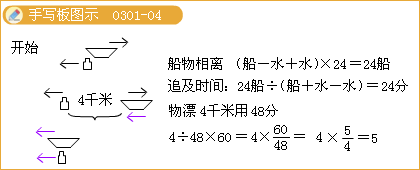 手写板图示 0301-04
开始
船物相离 (船－水＋水)×24＝24船
4千米
追及时间：24船÷(船＋水－水)＝24分
物漂4千米用48分
4÷48×60＝4×60/48＝ 4×5/4＝5